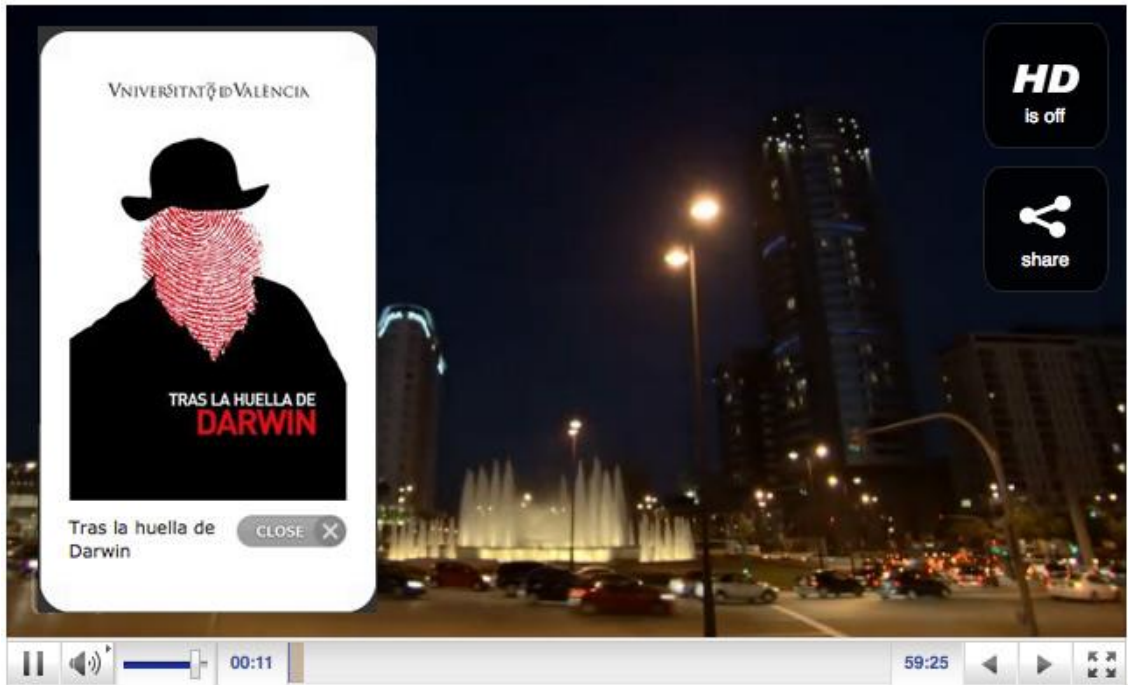 VNIVERSITAT ID VALÈNCIA
TRAS LA HUELLA DE
DARWIN
Tras la huella de
Darwin
CLOSE
HD
is off
share
00:11
59:25